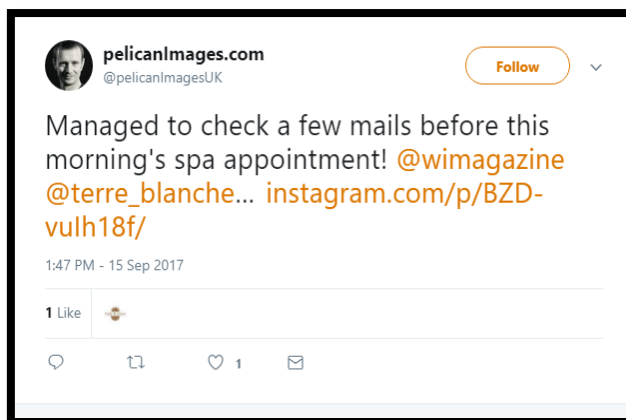 pelicanImages.com
@pelicanImagesUK
Follow
Managed to check a few mails before this
morning's spa appointment! @wimagazine
@terre_blanche... instagram.com/p/BZD-
vuIh18f/
1:47 PM - 15 Sep 2017
1 Like
1